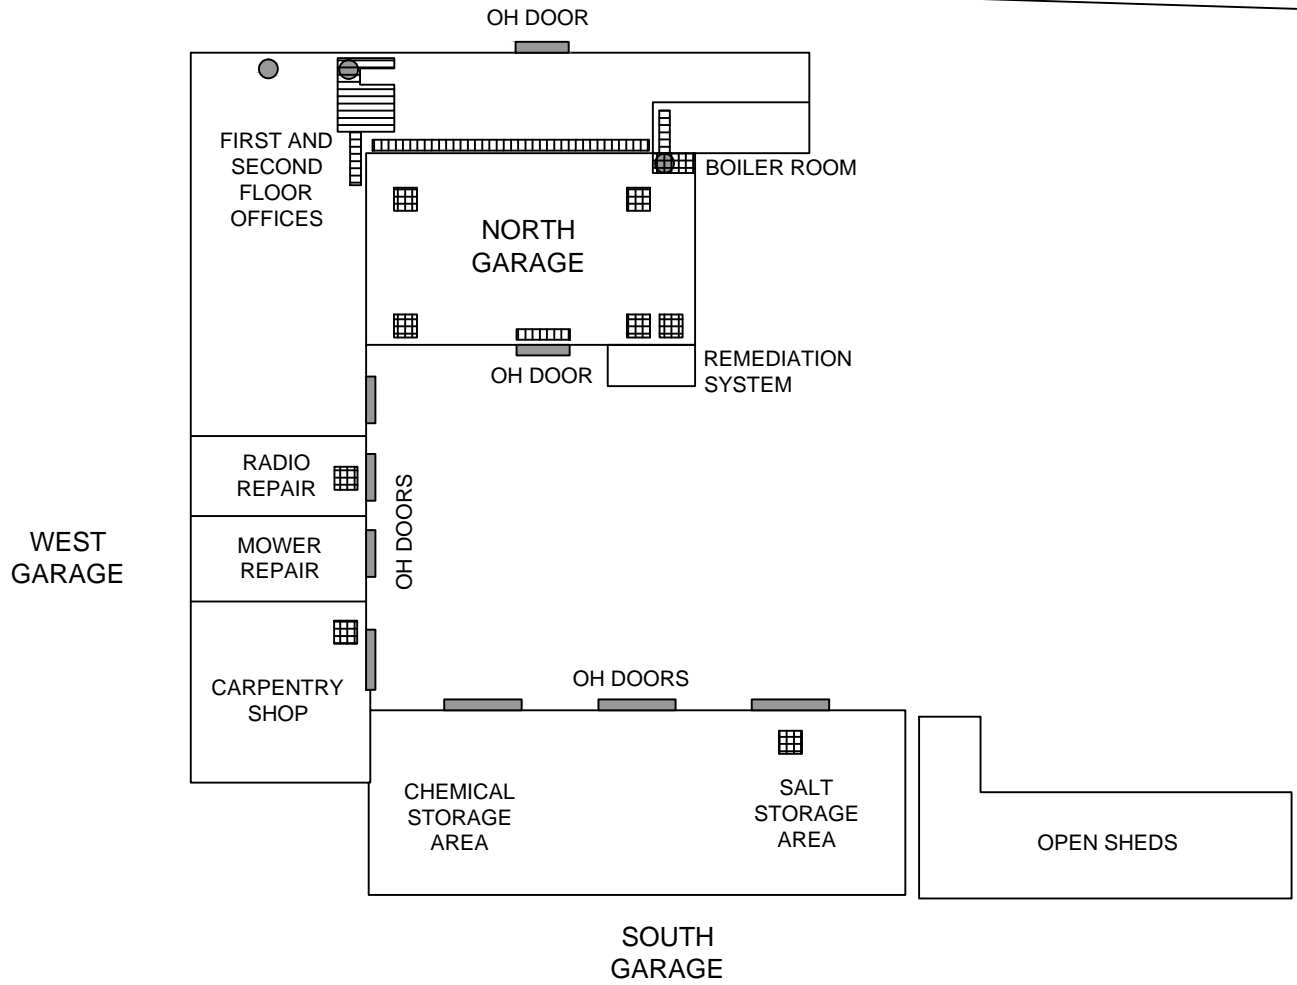 OH DOOR
FIRST AND
SECOND
FLOOR
OFFICES
BOILER ROOM
NORTH
GARAGE
OH DOOR
REMEDIATION
SYSTEM
RADIO
REPAIR
OH DOORS
WEST
GARAGE
MOWER
REPAIR
CARPENTRY
SHOP
OH DOORS
CHEMICAL
STORAGE
AREA
SALT
STORAGE
AREA
OPEN SHEDS
SOUTH
GARAGE